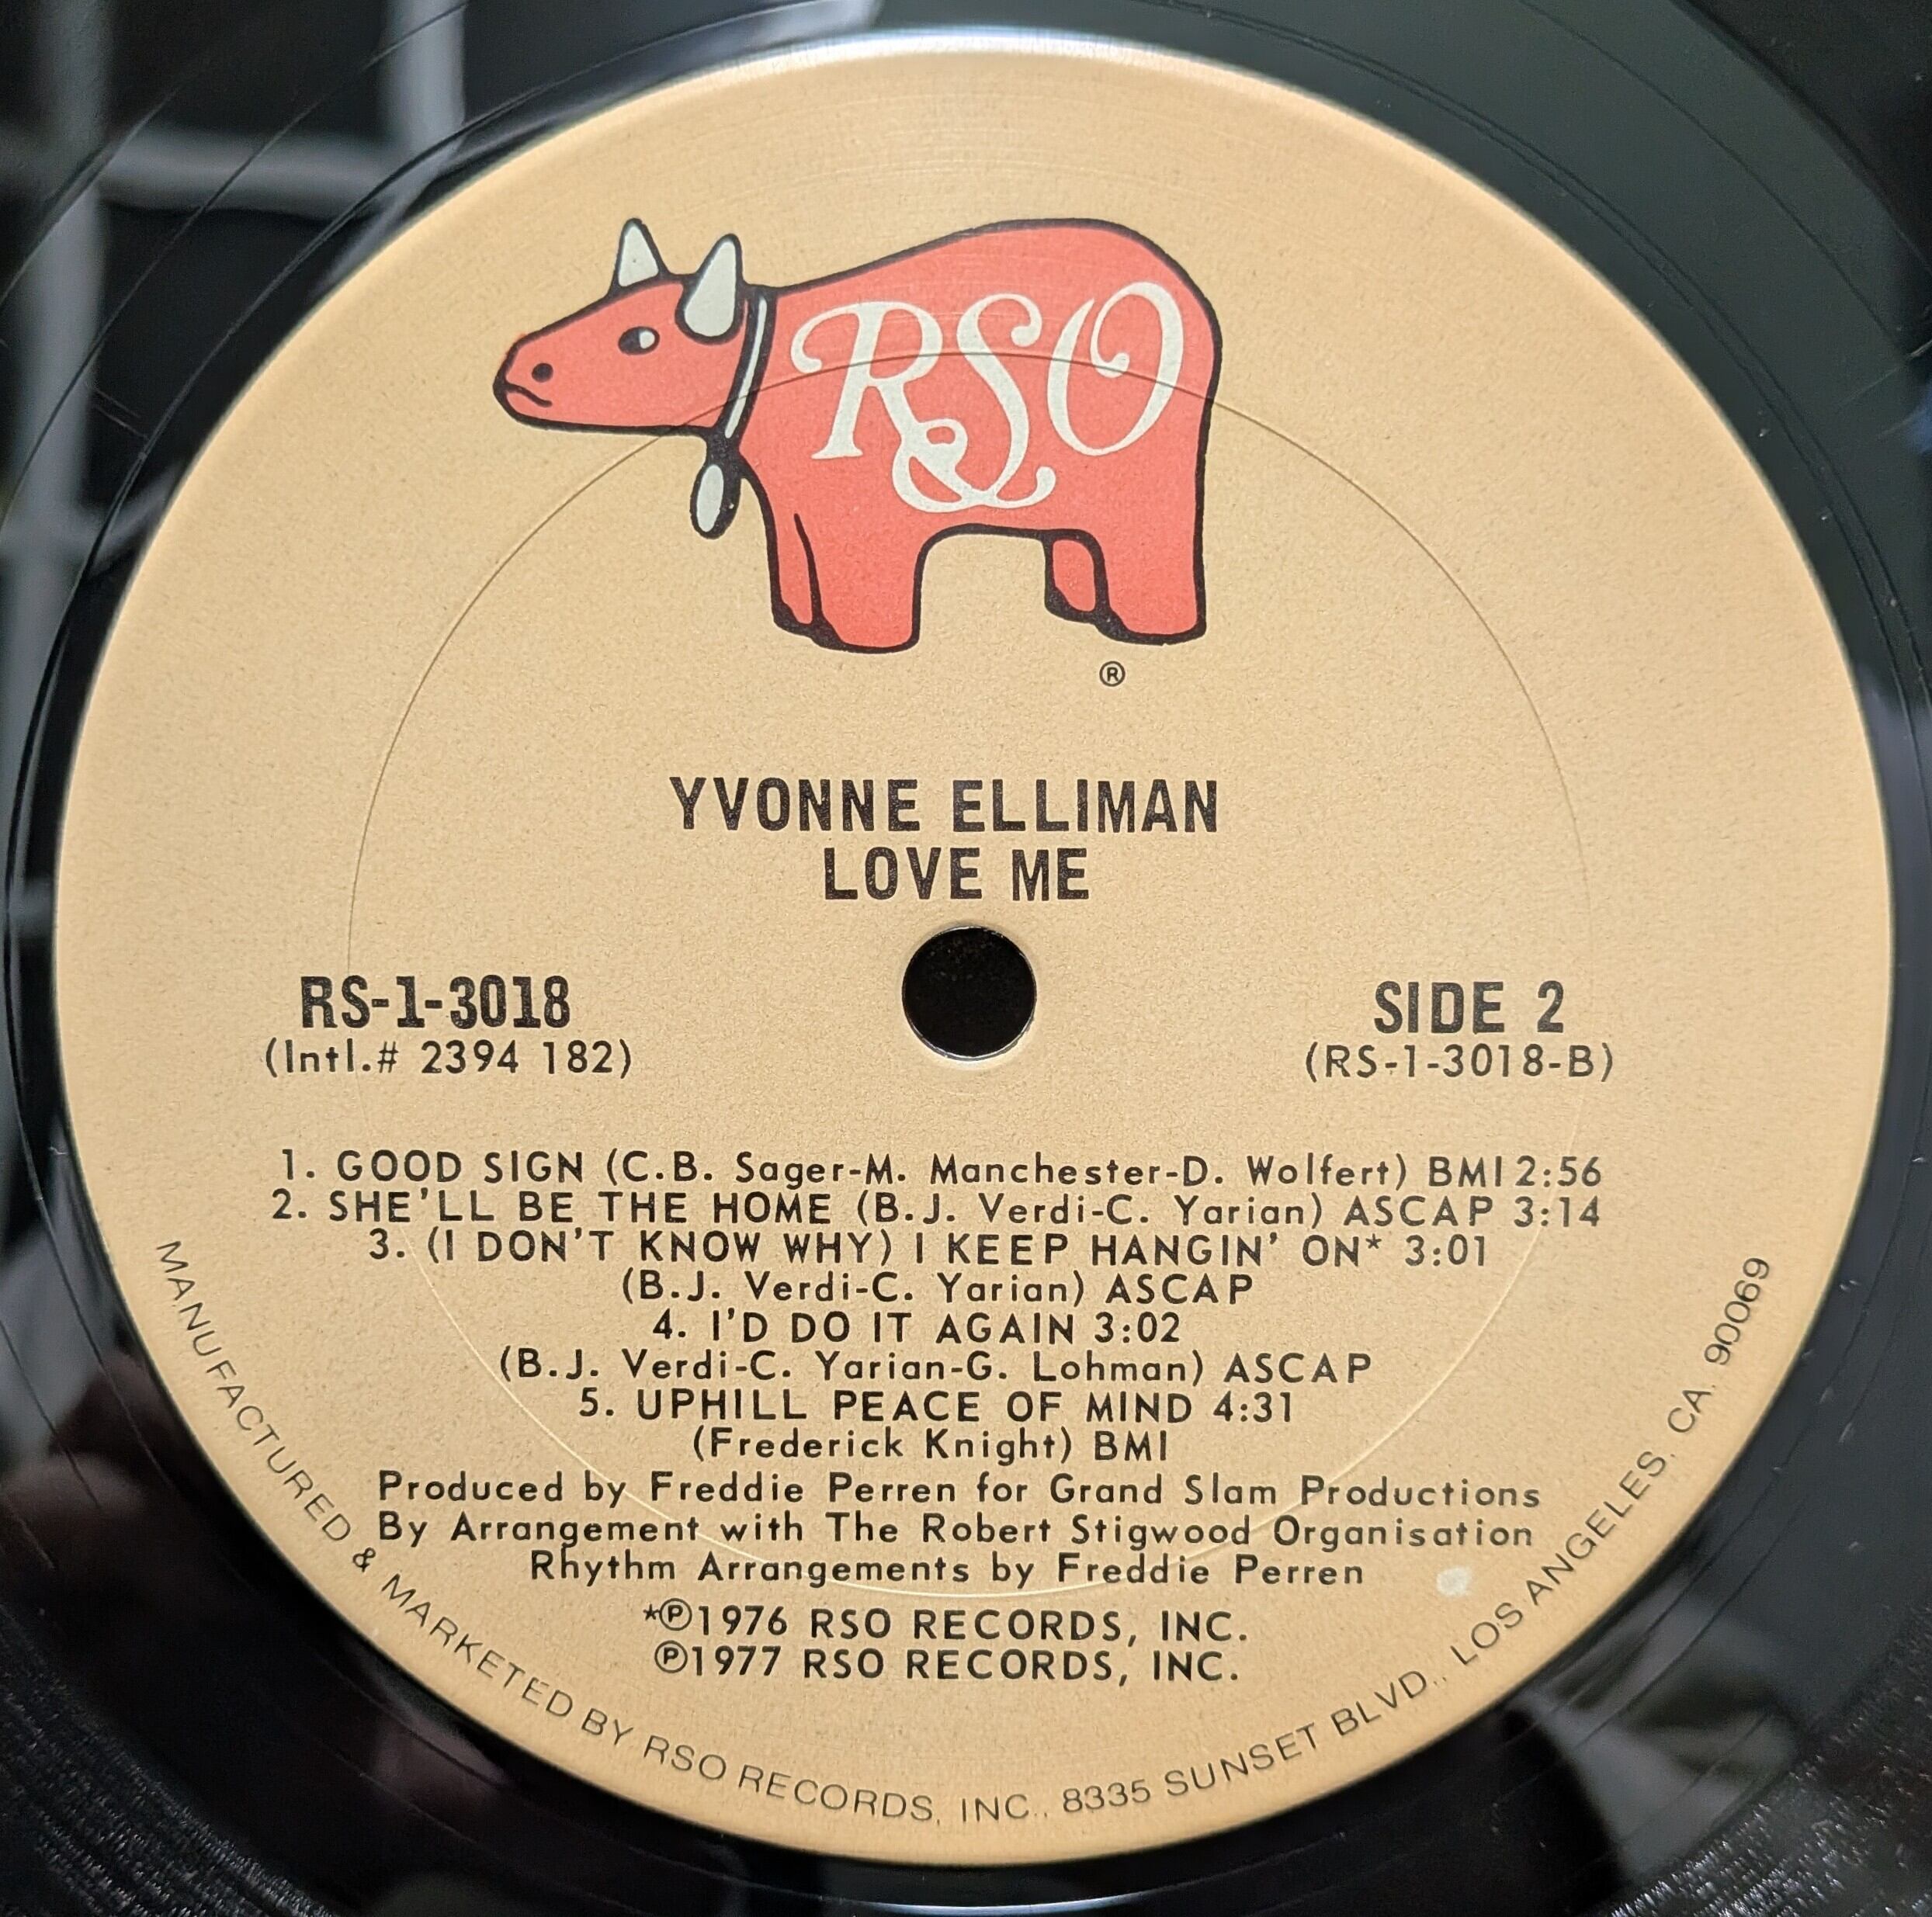 RSO
®
YVONNE ELLIMAN
LOVE ME
RS-1-3018
(Intl.# 2394 182)
SIDE 2
(RS-1-3018-B)
1. GOOD SIGN (C.B. Sager-M. Manchester-D. Wolfert) BMI 2:56
2. SHE'LL BE THE HOME (B.J. Verdi-C. Yarian) ASCAP 3:14
3. (I DON'T KNOW WHY) I KEEP HANGIN' ON* 3:01
(B.J. Verdi-C. Yarian) ASCAP
4. I'D DO IT AGAIN 3:02
(B.J. Verdi-C. Yarian-G. Lohman) ASCAP
5. UPHILL PEACE OF MIND 4:31
(Frederick Knight) BMI
Produced by Freddie Perren for Grand Slam Productions
By Arrangement with The Robert Stigwood Organisation
Rhythm Arrangements by Freddie Perren
*℗1976 RSO RECORDS, INC.
℗1977 RSO RECORDS, INC.
MANUFACTURED & MARKETED BY RSO RECORDS, INC., 8335 SUNSET BLVD., LOS ANGELES, CA. 90069